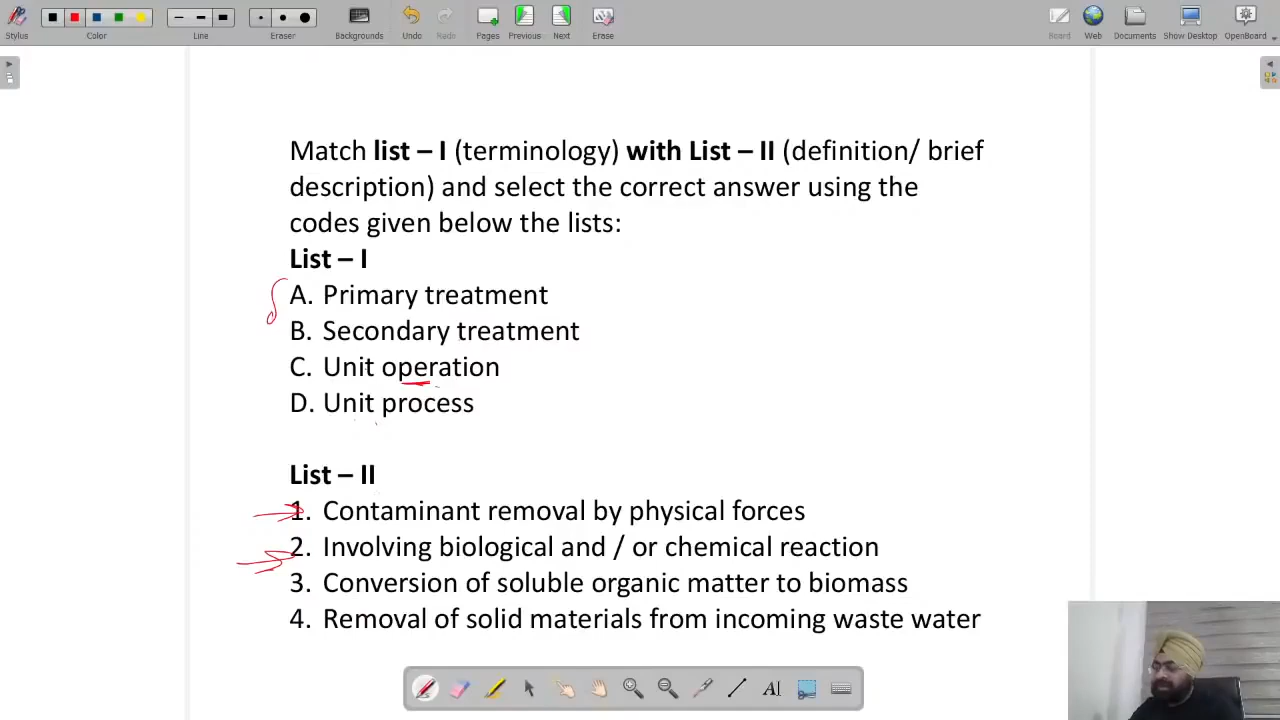 Stylus
Color
Line
Eraser
Backgrounds
Undo
Redo
Pages
Previous
Next
Erase
Board
Web
Documents
Show Desktop
OpenBoard
Match list – I (terminology) with List – II (definition/ brief
description) and select the correct answer using the
codes given below the lists:
List – I
A. Primary treatment
B. Secondary treatment
C. Unit operation
D. Unit process
List – II
1. Contaminant removal by physical forces
2. Involving biological and / or chemical reaction
3. Conversion of soluble organic matter to biomass
4. Removal of solid materials from incoming waste water